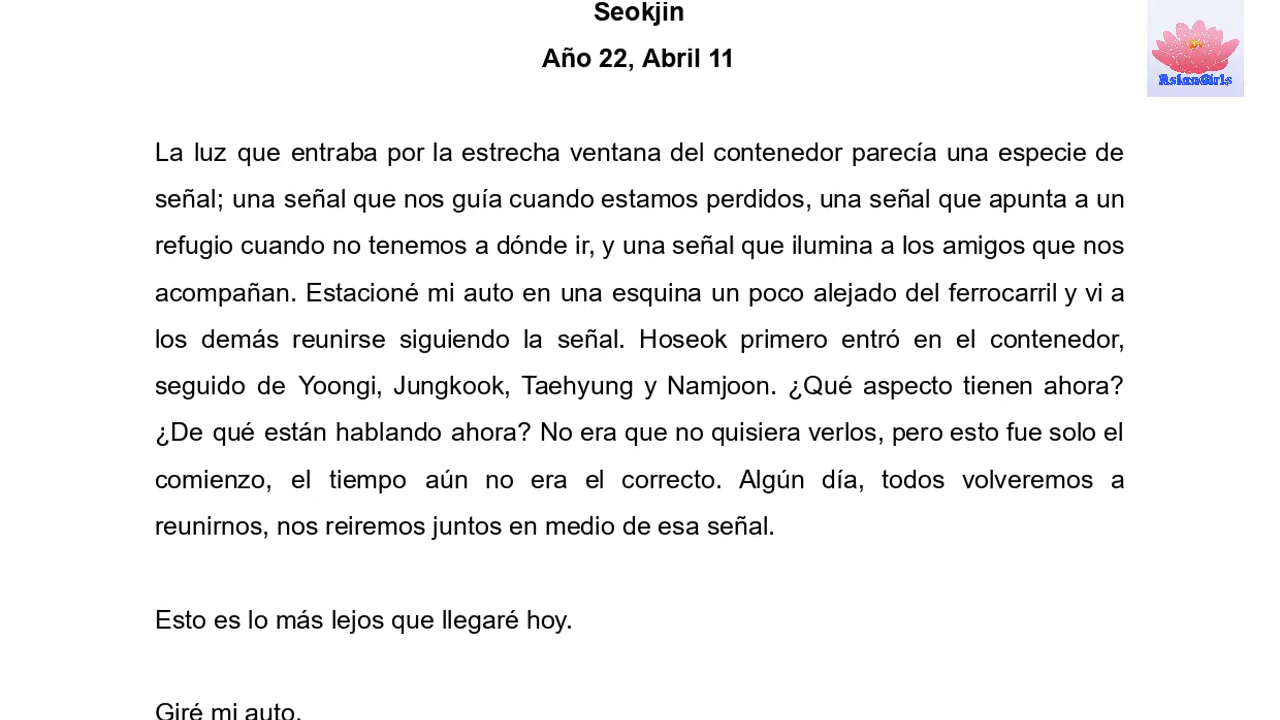 Seokjin
Año 22, Abril 11
AsianGirls
La luz que entraba por la estrecha ventana del contenedor parecía una especie de
señal; una señal que nos guía cuando estamos perdidos, una señal que apunta a un
refugio cuando no tenemos a dónde ir, y una señal que ilumina a los amigos que nos
acompañan. Estacioné mi auto en una esquina un poco alejado del ferrocarril y vi a
los demás reunirse siguiendo la señal. Hoseok primero entró en el contenedor,
seguido de Yoongi, Jungkook, Taehyung y Namjoon. ¿Qué aspecto tienen ahora?
¿De qué están hablando ahora? No era que no quisiera verlos, pero esto fue solo el
comienzo, el tiempo aún no era el correcto. Algún día, todos volveremos a
reunirnos, nos reiremos juntos en medio de esa señal.
Esto es lo más lejos que llegaré hoy.
Giré mi auto.